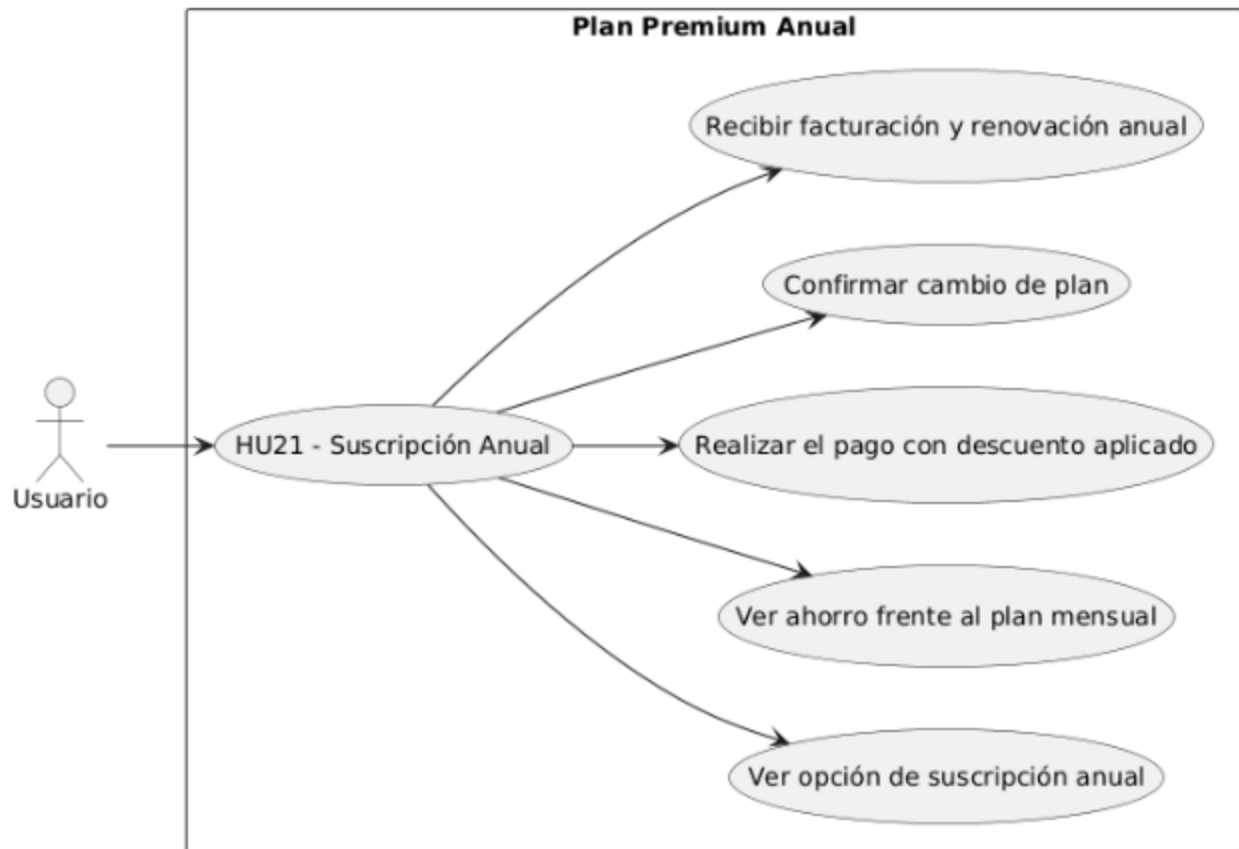 Plan Premium Anual
Recibir facturación y renovación anual
Confirmar cambio de plan
HU21 - Suscripción Anual
Realizar el pago con descuento aplicado
Usuario
Ver ahorro frente al plan mensual
Ver opción de suscripción anual